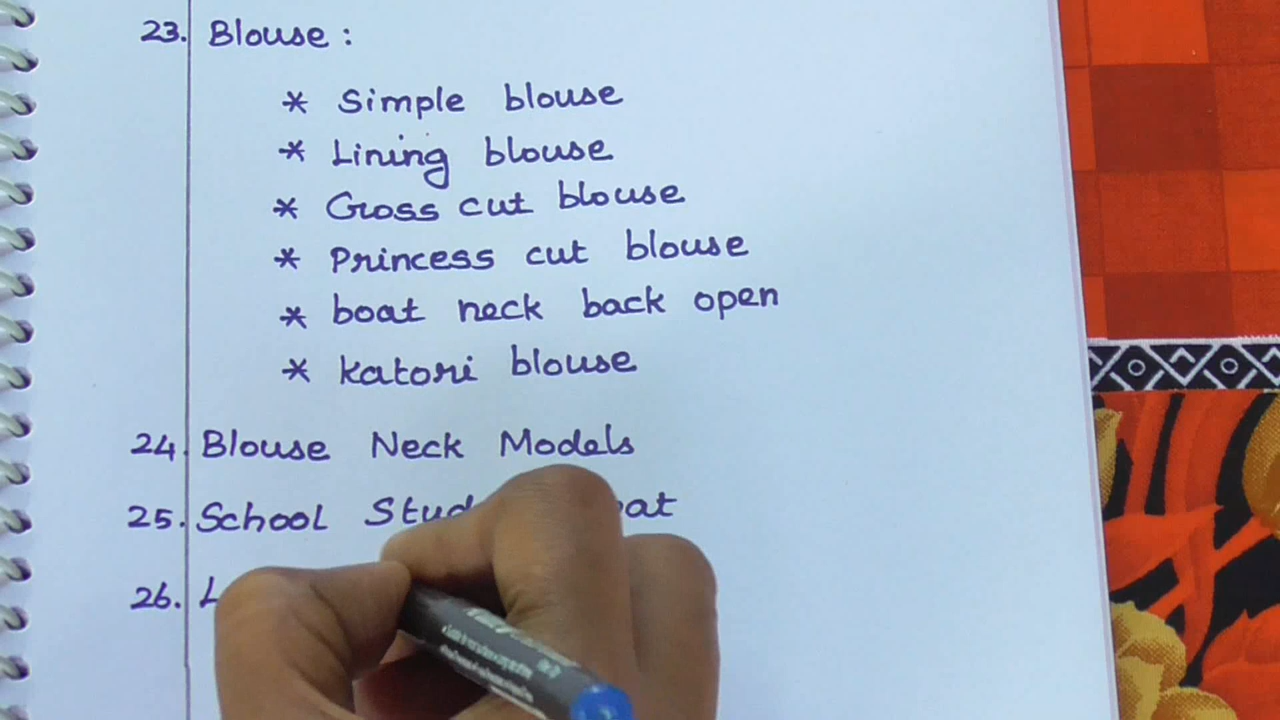 23. Blouse :
* Simple blouse
* Lining blouse
* Cross cut blouse
* Princess cut blouse
* boat neck back open
* katori blouse
24. Blouse Neck Models
25. School
26.